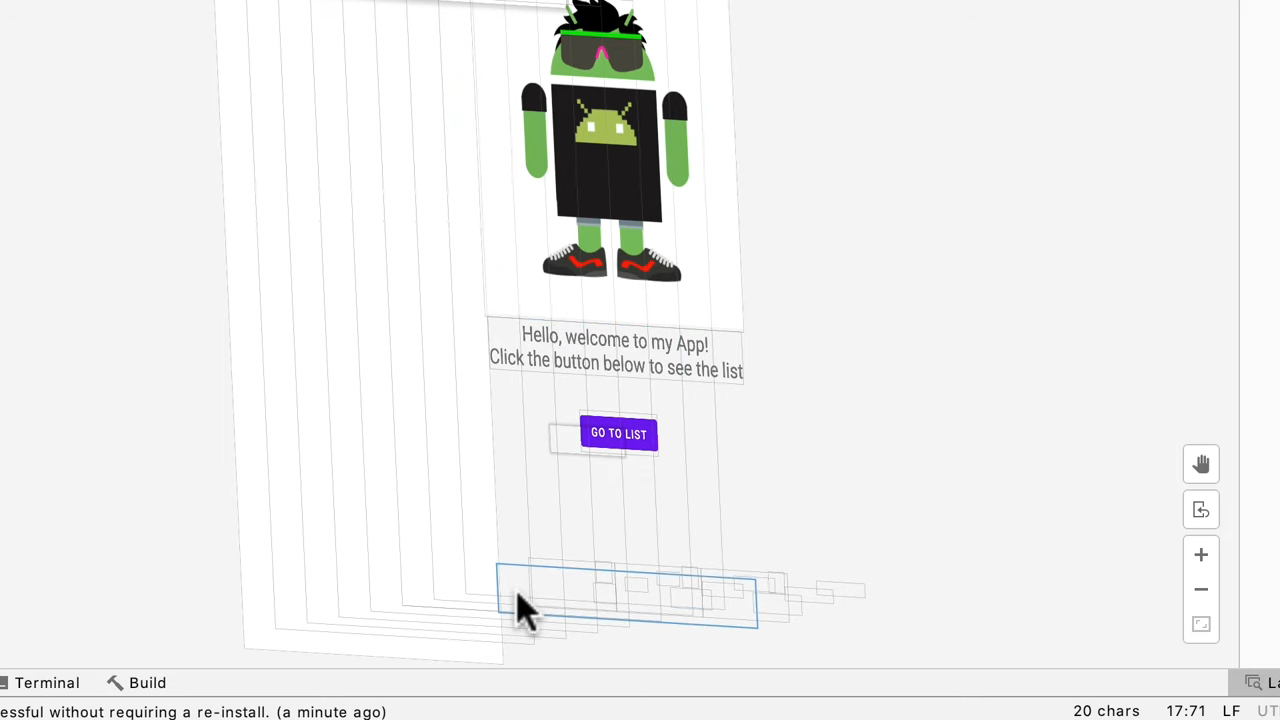 Hello, welcome to my App!
Click the button below to see the list
GO TO LIST
Terminal
Build
La
essful without requiring a re-install. (a minute ago)
20 chars
17:71
LF
UT